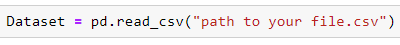 Dataset = pd.read_csv("path to your file.csv")